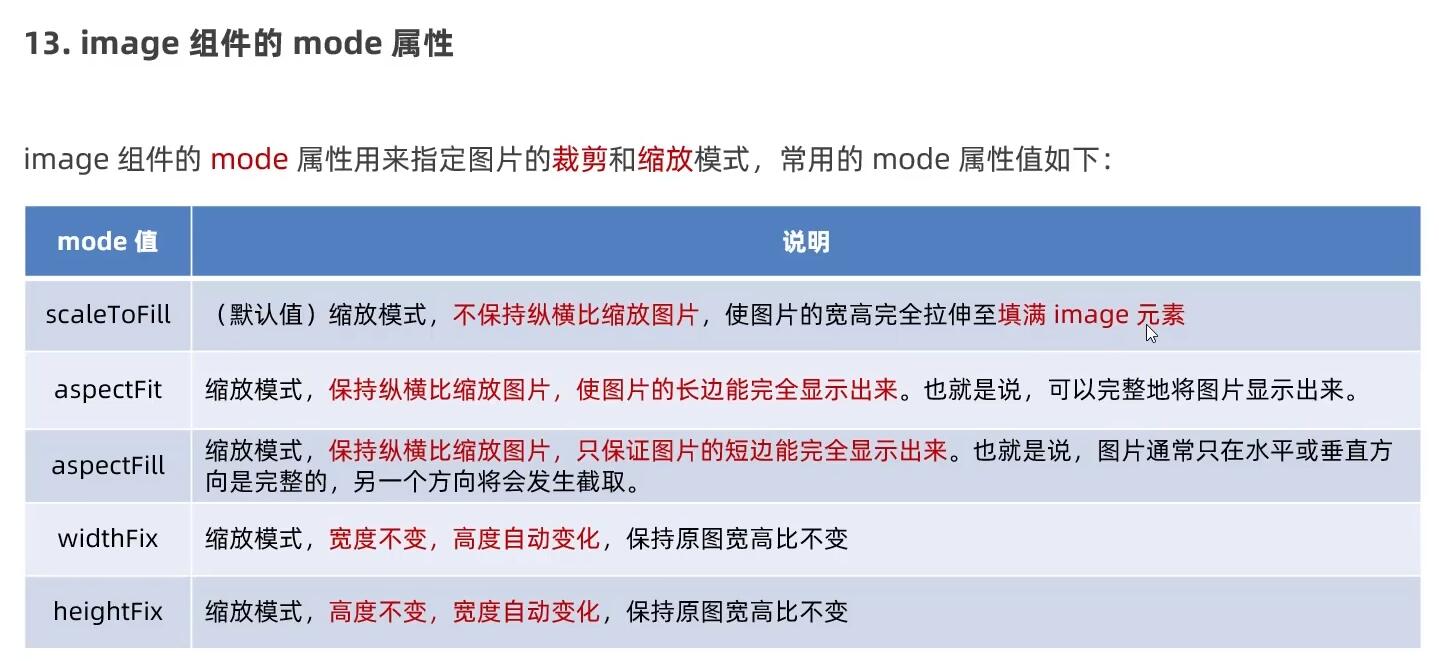 13. image 组件的 mode 属性
image 组件的 mode 属性用来指定图片的裁剪和缩放模式，常用的 mode 属性值如下：
mode 值 说明
scaleToFill （默认值）缩放模式，不保持纵横比缩放图片，使图片的宽高完全拉伸至填满 image 元素
aspectFit 缩放模式，保持纵横比缩放图片，使图片的长边能完全显示出来。也就是说，可以完整地将图片显示出来。
aspectFill 缩放模式，保持纵横比缩放图片，只保证图片的短边能完全显示出来。也就是说，图片通常只在水平或垂直方
向是完整的，另一个方向将会发生截取。
widthFix 缩放模式，宽度不变，高度自动变化，保持原图宽高比不变
heightFix 缩放模式，高度不变，宽度自动变化，保持原图宽高比不变